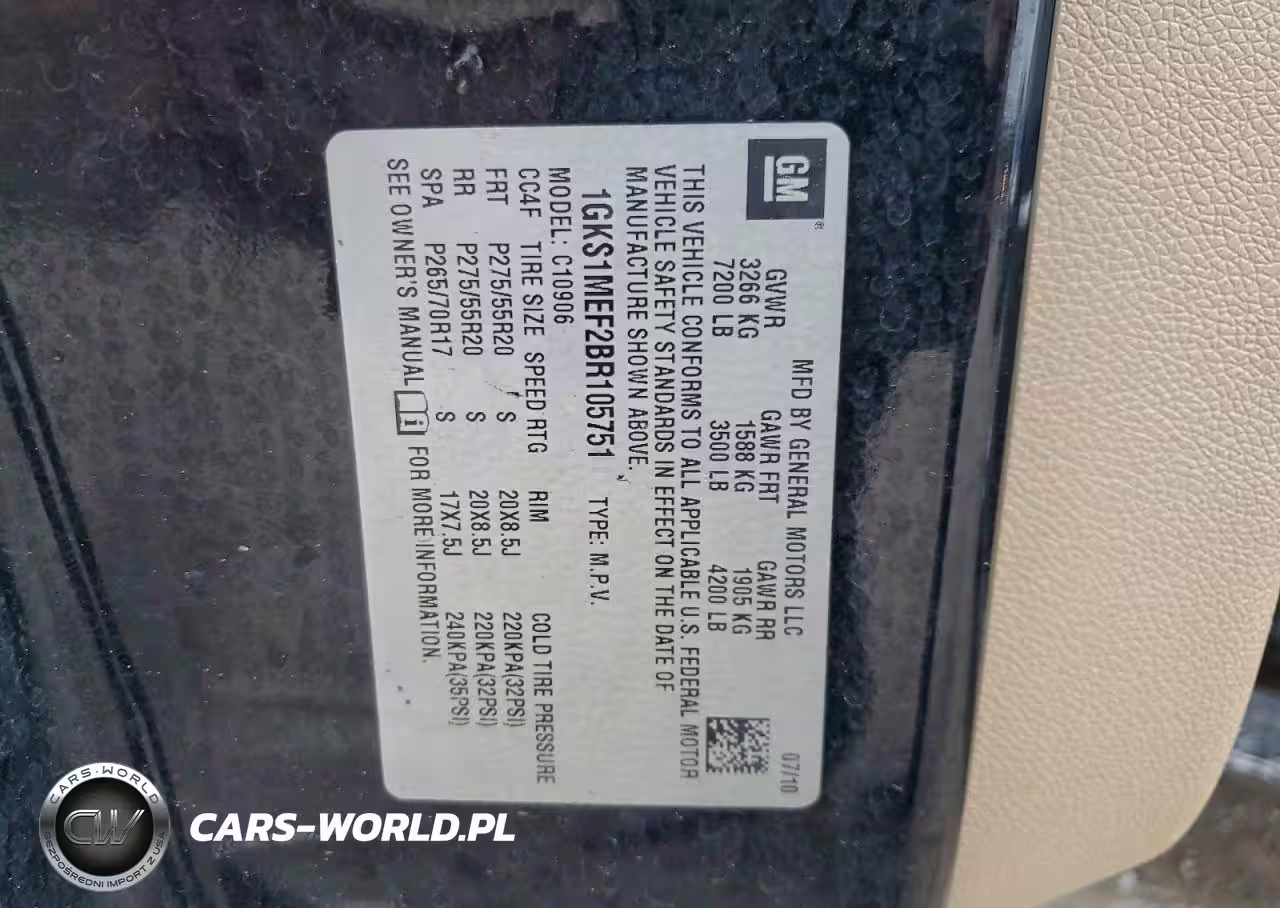 GM ®
MFD BY GENERAL MOTORS LLC 07/10
GVWR GAWR FRT GAWR RR
3266 KG 1588 KG 1905 KG
7200 LB 3500 LB 4200 LB
THIS VEHICLE CONFORMS TO ALL APPLICABLE U.S. FEDERAL MOTOR
VEHICLE SAFETY STANDARDS IN EFFECT ON THE DATE OF
MANUFACTURE SHOWN ABOVE.
1GKS1MEF2BR105751 TYPE: M.P.V.
MODEL: C10906
CC4F TIRE SIZE SPEED RTG RIM COLD TIRE PRESSURE
FRT P275/55R20 S 20X8.5J 220KPA(32PSI)
RR P275/55R20 S 20X8.5J 220KPA(32PSI)
SPA P265/70R17 S 17X7.5J 240KPA(35PSI)
SEE OWNER'S MANUAL i FOR MORE INFORMATION.
CARS-WORLD
CW
BEZPOŚREDNI IMPORT Z USA
CARS-WORLD.PL